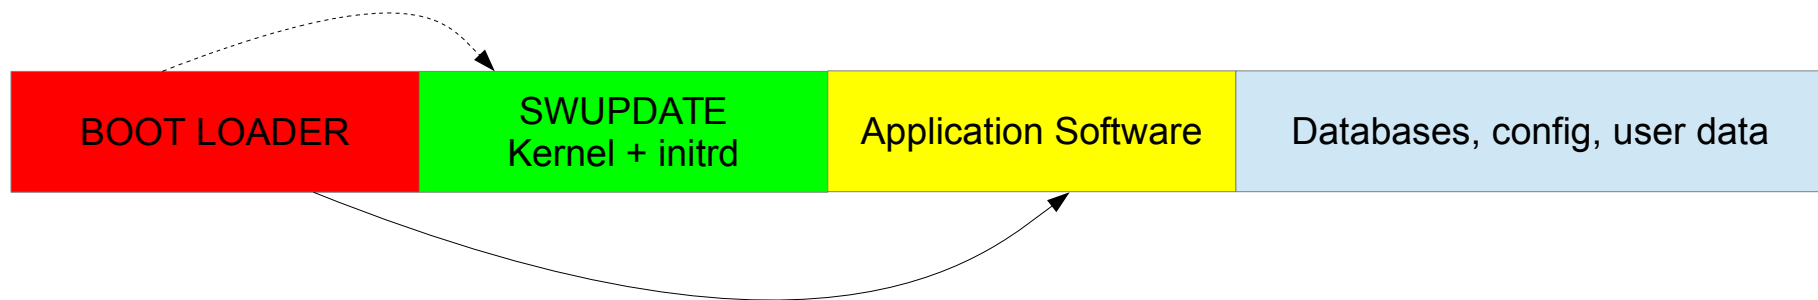 BOOT LOADER
SWUPDATE
Kernel + initrd
Application Software
Databases, config, user data